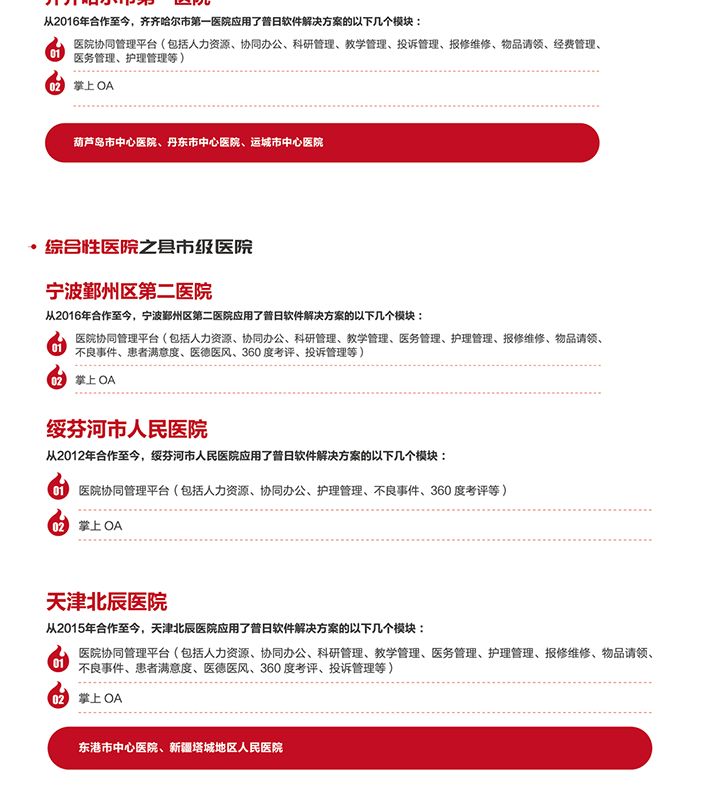 齐齐哈尔市第一医院
从2016年合作至今，齐齐哈尔市第一医院应用了普日软件解决方案的以下几个模块：
01 医院协同管理平台（包括人力资源、协同办公、科研管理、教学管理、投诉管理、报修维修、物品请领、经费管理、
医务管理、护理管理等）
02 掌上 OA
葫芦岛市中心医院、丹东市中心医院、运城市中心医院
综合性医院之县市级医院
宁波鄞州区第二医院
从2016年合作至今，宁波鄞州区第二医院应用了普日软件解决方案的以下几个模块：
01 医院协同管理平台（包括人力资源、协同办公、科研管理、教学管理、医务管理、护理管理、报修维修、物品请领、
不良事件、患者满意度、医德医风、360 度考评、投诉管理等）
02 掌上 OA
绥芬河市人民医院
从2012年合作至今，绥芬河市人民医院应用了普日软件解决方案的以下几个模块：
01 医院协同管理平台（包括人力资源、协同办公、护理管理、不良事件、360 度考评等）
02 掌上 OA
天津北辰医院
从2015年合作至今，天津北辰医院应用了普日软件解决方案的以下几个模块：
01 医院协同管理平台（包括人力资源、协同办公、科研管理、教学管理、医务管理、护理管理、报修维修、物品请领、
不良事件、患者满意度、医德医风、360 度考评、投诉管理等）
02 掌上 OA
东港市中心医院、新疆塔城地区人民医院